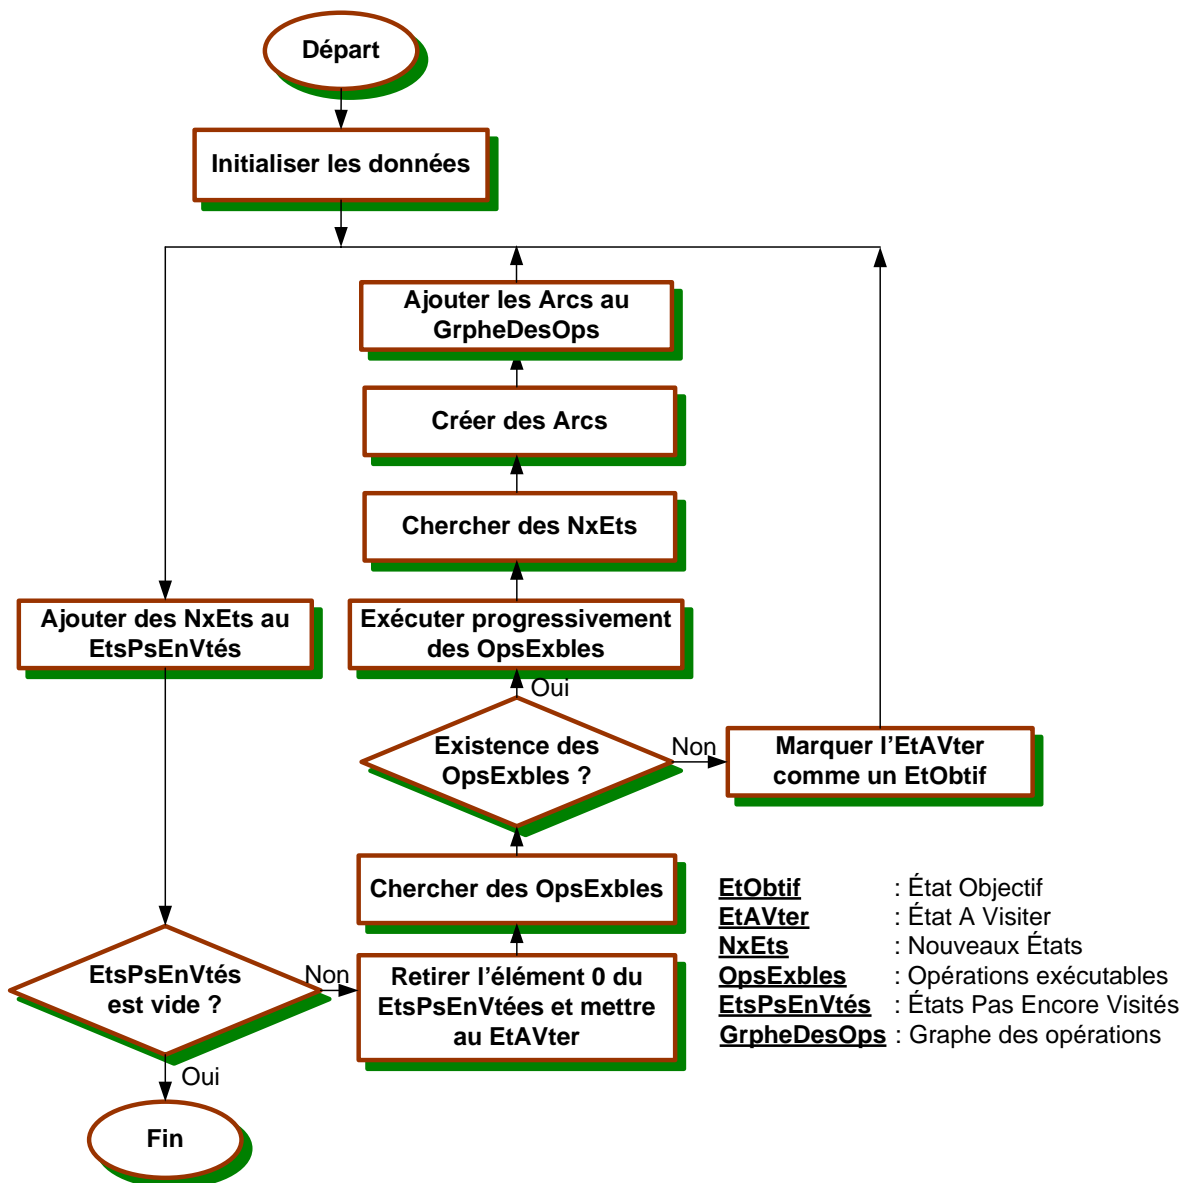 Départ
Initialiser les données
Ajouter les Arcs au
GrpheDesOps
Créer des Arcs
Chercher des NxEts
Ajouter des NxEts au
EtsPsEnVtés
Exécuter progressivement
des OpsExbles
Oui
Existence des
OpsExbles ?
Non
Marquer l’EtAVter
comme un EtObtif
Chercher des OpsExbles
EtsPsEnVtés
est vide ?
Non
Retirer l’élément 0 du
EtsPsEnVtées et mettre
au EtAVter
Oui
Fin
EtObtif : État Objectif
EtAVter : État A Visiter
NxEts : Nouveaux États
OpsExbles : Opérations exécutables
EtsPsEnVtés : États Pas Encore Visités
GrpheDesOps : Graphe des opérations